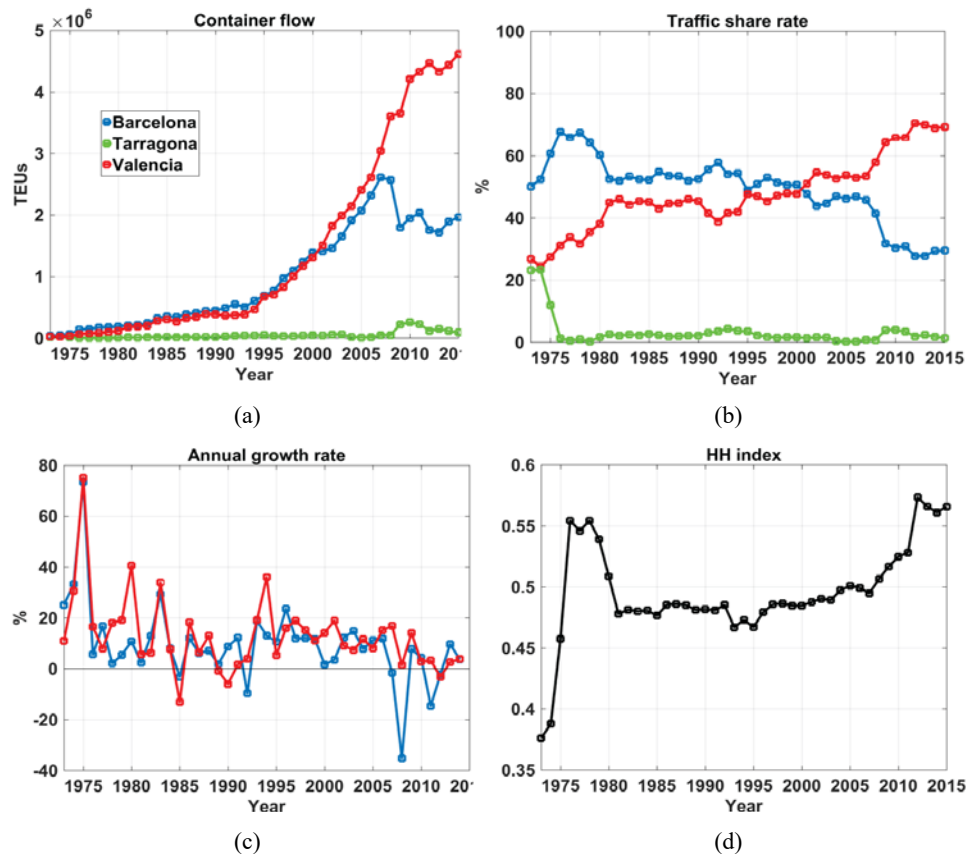 Container flow
×10⁶
5
4
3
2
1
0
TEUs
Barcelona
Tarragona
Valencia
1975 1980 1985 1990 1995 2000 2005 2010 201
Year
(a)
Traffic share rate
100
80
60
40
20
0
%
1975 1980 1985 1990 1995 2000 2005 2010 2015
Year
(b)
Annual growth rate
80
60
40
20
0
-20
-40
%
1975 1980 1985 1990 1995 2000 2005 2010 201
Year
(c)
HH index
0.6
0.55
0.5
0.45
0.4
0.35
1975 1980 1985 1990 1995 2000 2005 2010 2015
Year
(d)